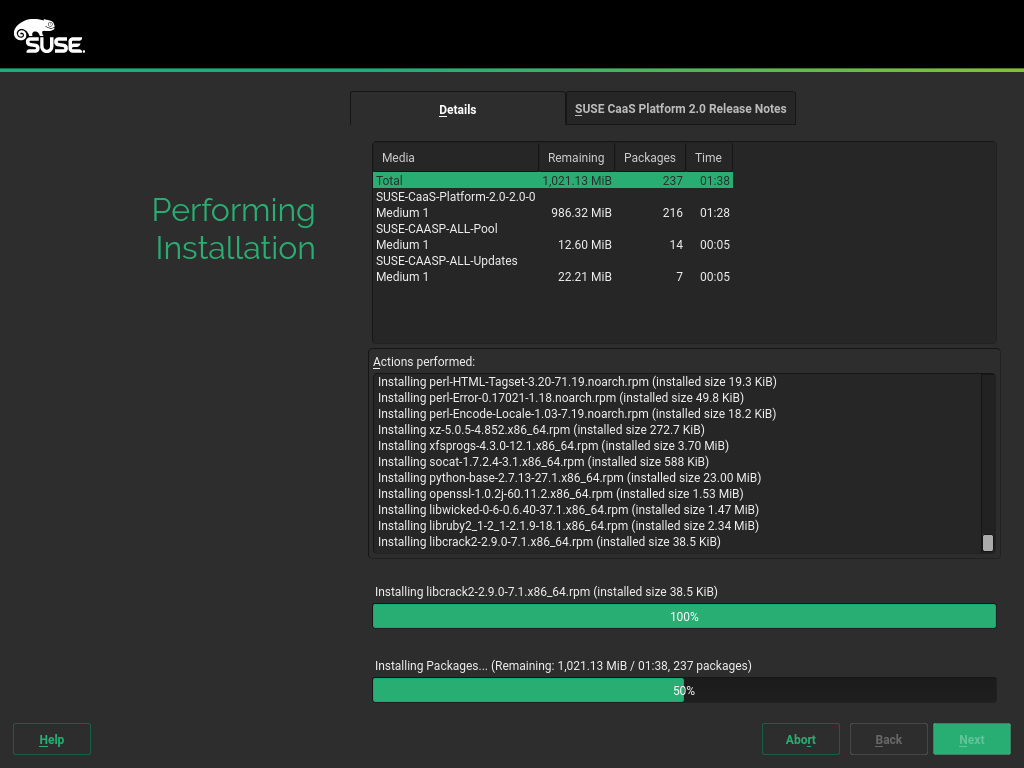 SUSE.
Details SUSE CaaS Platform 2.0 Release Notes
Performing
Installation
Media Remaining Packages Time
Total 1,021.13 MiB 237 01:38
SUSE-CaaS-Platform-2.0-2.0-0
Medium 1 986.32 MiB 216 01:28
SUSE-CAASP-ALL-Pool
Medium 1 12.60 MiB 14 00:05
SUSE-CAASP-ALL-Updates
Medium 1 22.21 MiB 7 00:05
Actions performed:
Installing perl-HTML-Tagset-3.20-71.19.noarch.rpm (installed size 19.3 KiB)
Installing perl-Error-0.17021-1.18.noarch.rpm (installed size 49.8 KiB)
Installing perl-Encode-Locale-1.03-7.19.noarch.rpm (installed size 18.2 KiB)
Installing xz-5.0.5-4.852.x86_64.rpm (installed size 272.7 KiB)
Installing xfsprogs-4.3.0-12.1.x86_64.rpm (installed size 3.70 MiB)
Installing socat-1.7.2.4-3.1.x86_64.rpm (installed size 588 KiB)
Installing python-base-2.7.13-27.1.x86_64.rpm (installed size 23.00 MiB)
Installing openssl-1.0.2j-60.11.2.x86_64.rpm (installed size 1.53 MiB)
Installing libwicked-0-6-0.6.40-37.1.x86_64.rpm (installed size 1.47 MiB)
Installing libruby2_1-2_1-2.1.9-18.1.x86_64.rpm (installed size 2.34 MiB)
Installing libcrack2-2.9.0-7.1.x86_64.rpm (installed size 38.5 KiB)
Installing libcrack2-2.9.0-7.1.x86_64.rpm (installed size 38.5 KiB)
100%
Installing Packages... (Remaining: 1,021.13 MiB / 01:38, 237 packages)
50%
Help Abort Back Next